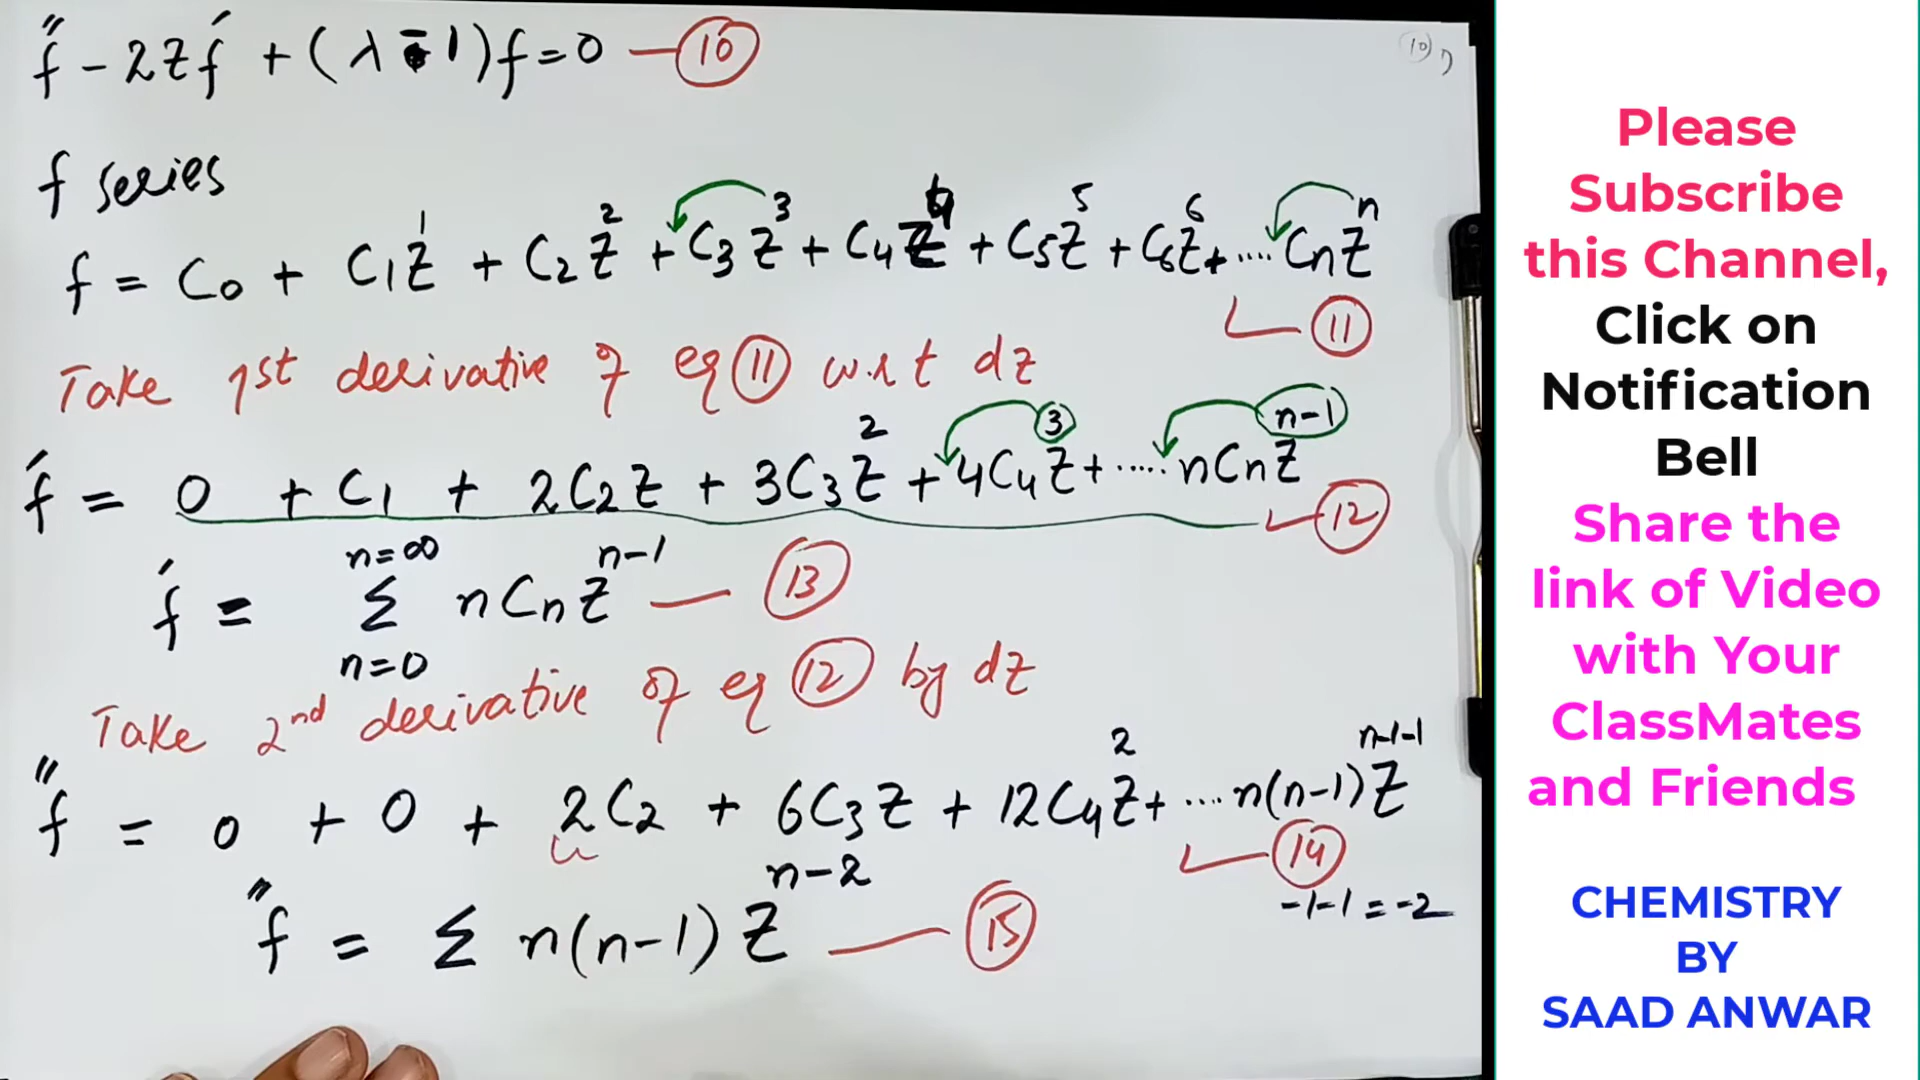 f″ - 2Zf′ + (λ - 1)f = 0 — (10)
10)
f series
f = C₀ + C₁Z¹ + C₂Z² + C₃Z³ + C₄Z⁴ + C₅Z⁵ + C₆Z⁶ + .... CₙZⁿ
(11)
Take 1st derivative of eq (11) w.r.t dz
f′ = 0 + C₁ + 2C₂Z + 3C₃Z² + 4C₄Z³ + ..... nCₙZⁿ⁻¹
(12)
n=∞
f′ = Σ nCₙZⁿ⁻¹ — (13)
n=0
Take 2nd derivative of eq (12) by dz
f″ = 0 + 0 + 2C₂ + 6C₃Z + 12C₄Z² + ... n(n-1)Zⁿ⁻¹⁻¹
(14)
-1-1 = -2
f″ = Σ n(n-1)Zⁿ⁻² — (15)
Please
Subscribe
this Channel,
Click on
Notification
Bell
Share the
link of Video
with Your
ClassMates
and Friends
CHEMISTRY
BY
SAAD ANWAR